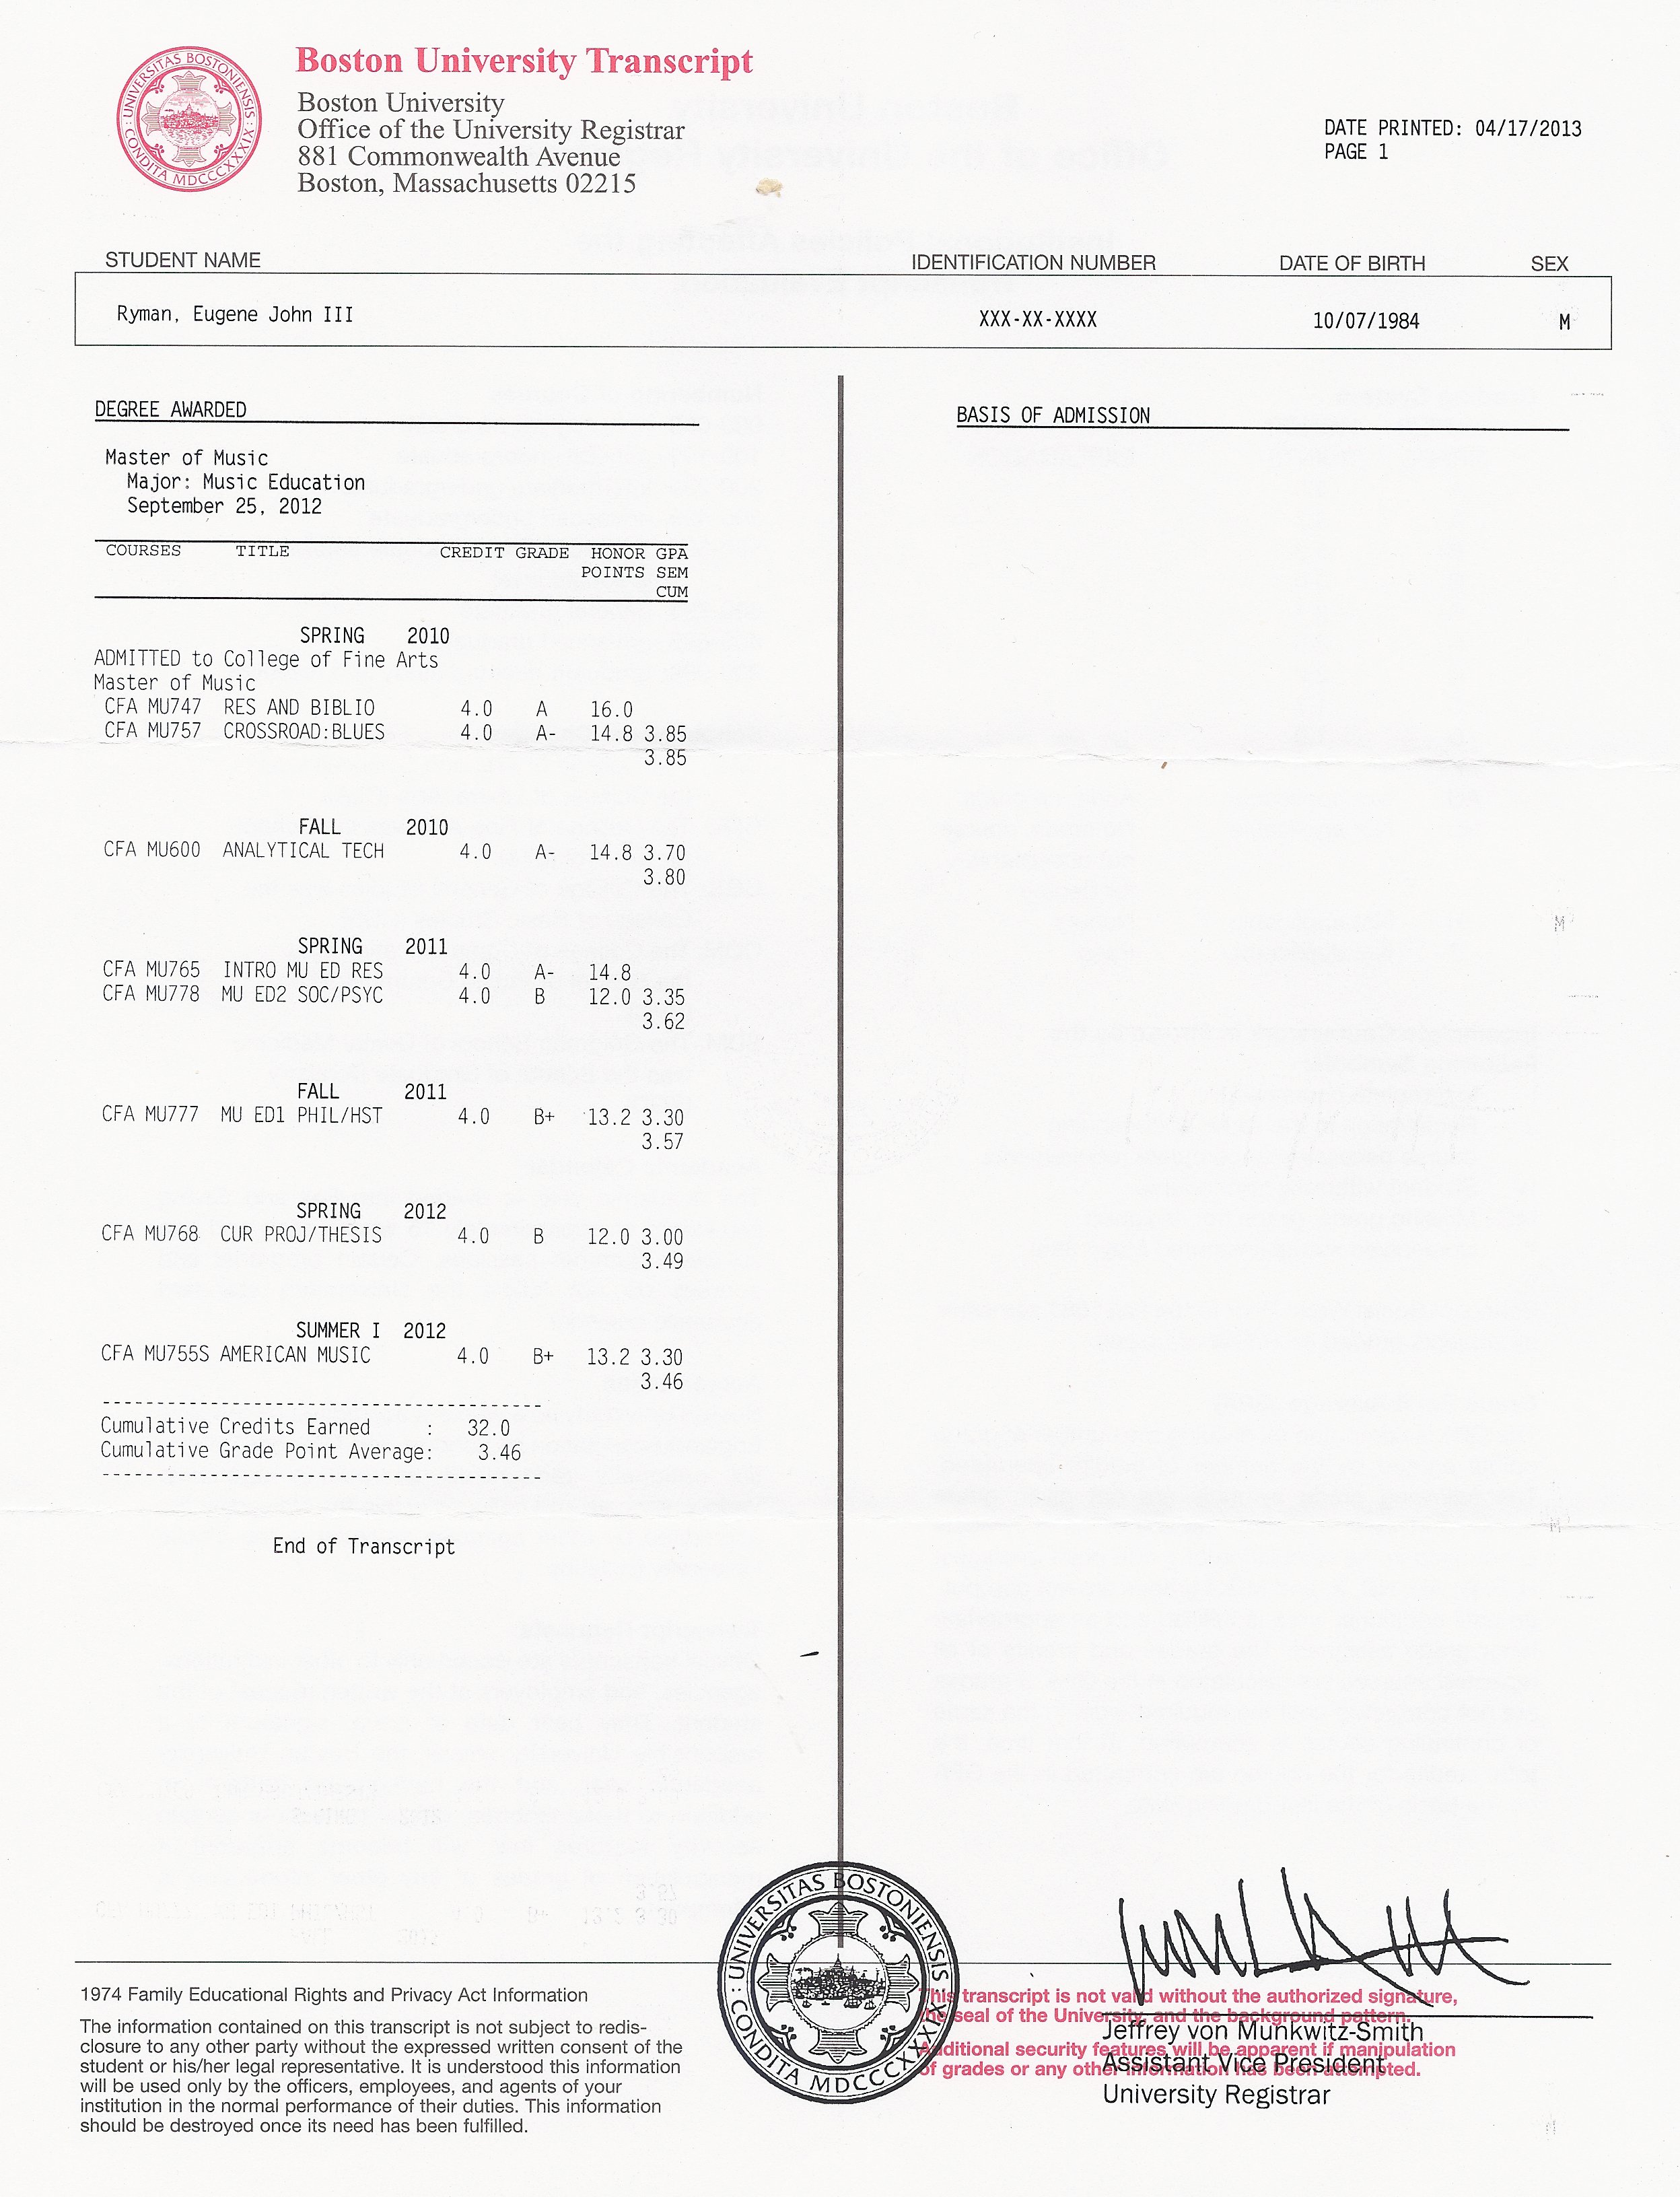 Boston University Transcript
Boston University
Office of the University Registrar
881 Commonwealth Avenue
Boston, Massachusetts 02215
UNIVERSITAS BOSTONIENSIS
CONDITA MDCCCXXXIX
DATE PRINTED: 04/17/2013
PAGE 1
STUDENT NAME IDENTIFICATION NUMBER DATE OF BIRTH SEX
Ryman, Eugene John III XXX-XX-XXXX 10/07/1984 M
DEGREE AWARDED
Master of Music
Major: Music Education
September 25, 2012
COURSES TITLE CREDIT GRADE HONOR GPA
POINTS SEM
CUM
SPRING 2010
ADMITTED to College of Fine Arts
Master of Music
CFA MU747 RES AND BIBLIO 4.0 A 16.0
CFA MU757 CROSSROAD:BLUES 4.0 A- 14.8 3.85
3.85
FALL 2010
CFA MU600 ANALYTICAL TECH 4.0 A- 14.8 3.70
3.80
SPRING 2011
CFA MU765 INTRO MU ED RES 4.0 A- 14.8
CFA MU778 MU ED2 SOC/PSYC 4.0 B 12.0 3.35
3.62
FALL 2011
CFA MU777 MU ED1 PHIL/HST 4.0 B+ 13.2 3.30
3.57
SPRING 2012
CFA MU768 CUR PROJ/THESIS 4.0 B 12.0 3.00
3.49
SUMMER I 2012
CFA MU755S AMERICAN MUSIC 4.0 B+ 13.2 3.30
3.46
----------------------------------------
Cumulative Credits Earned : 32.0
Cumulative Grade Point Average: 3.46
----------------------------------------
End of Transcript
BASIS OF ADMISSION
1974 Family Educational Rights and Privacy Act Information
The information contained on this transcript is not subject to redis-
closure to any other party without the expressed written consent of the
student or his/her legal representative. It is understood this information
will be used only by the officers, employees, and agents of your
institution in the normal performance of their duties. This information
should be destroyed once its need has been fulfilled.
UNIVERSITAS BOSTONIENSIS
CONDITA MDCCCXXXIX
This transcript is not valid without the authorized signature,
the seal of the University, and the background pattern.
Additional security features will be apparent if manipulation
of grades or any other information has been attempted.
Jeffrey von Munkwitz-Smith
Assistant Vice President
University Registrar